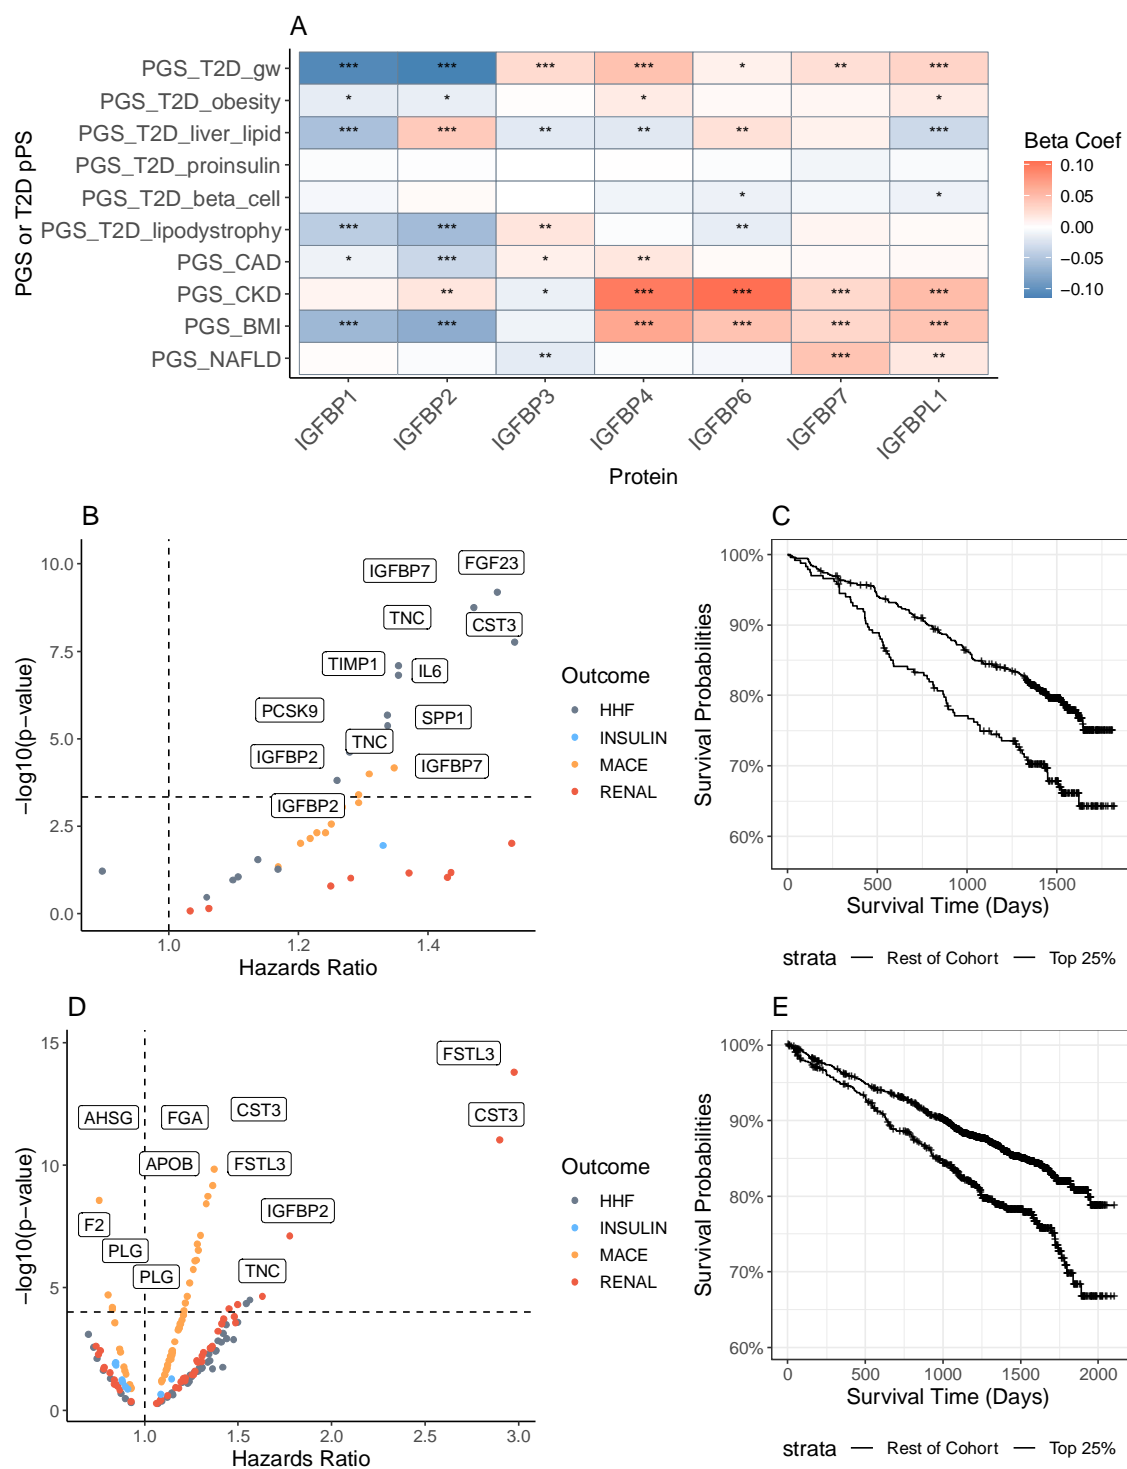 A
PGS or T2D pPS
PGS_T2D_gw *** *** *** *** * ** ***
PGS_T2D_obesity * * * *
PGS_T2D_liver_lipid *** *** ** ** ** ***
PGS_T2D_proinsulin
PGS_T2D_beta_cell * *
PGS_T2D_lipodystrophy *** *** ** **
PGS_CAD * *** * **
PGS_CKD ** * *** *** *** ***
PGS_BMI *** *** *** *** *** ***
PGS_NAFLD ** *** **
IGFBP1 IGFBP2 IGFBP3 IGFBP4 IGFBP6 IGFBP7 IGFBPL1
Protein
Beta Coef
0.10
0.05
0.00
−0.05
−0.10
B
−log10(p−value)
10.0
7.5
5.0
2.5
0.0
IGFBP7
FGF23
TNC
CST3
TIMP1
IL6
PCSK9
SPP1
TNC
IGFBP2
IGFBP7
IGFBP2
1.0 1.2 1.4
Hazards Ratio
Outcome
HHF
INSULIN
MACE
RENAL
C
Survival Probabilities
100%
90%
80%
70%
60%
0 500 1000 1500
Survival Time (Days)
strata Rest of Cohort Top 25%
D
−log10(p−value)
15
10
5
0
FSTL3
AHSG
FGA
CST3
CST3
APOB
FSTL3
F2
IGFBP2
PLG
PLG
TNC
1.0 1.5 2.0 2.5 3.0
Hazards Ratio
Outcome
HHF
INSULIN
MACE
RENAL
E
Survival Probabilities
100%
90%
80%
70%
60%
0 500 1000 1500 2000
Survival Time (Days)
strata Rest of Cohort Top 25%